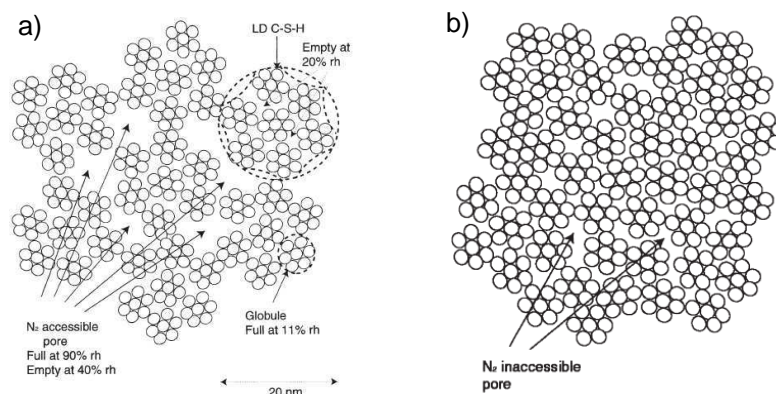 a)
LD C-S-H
Empty at
20% rh
N₂ accessible
pore
Full at 90% rh
Empty at 40% rh
Globule
Full at 11% rh
20 nm
b)
N₂ inaccessible
pore